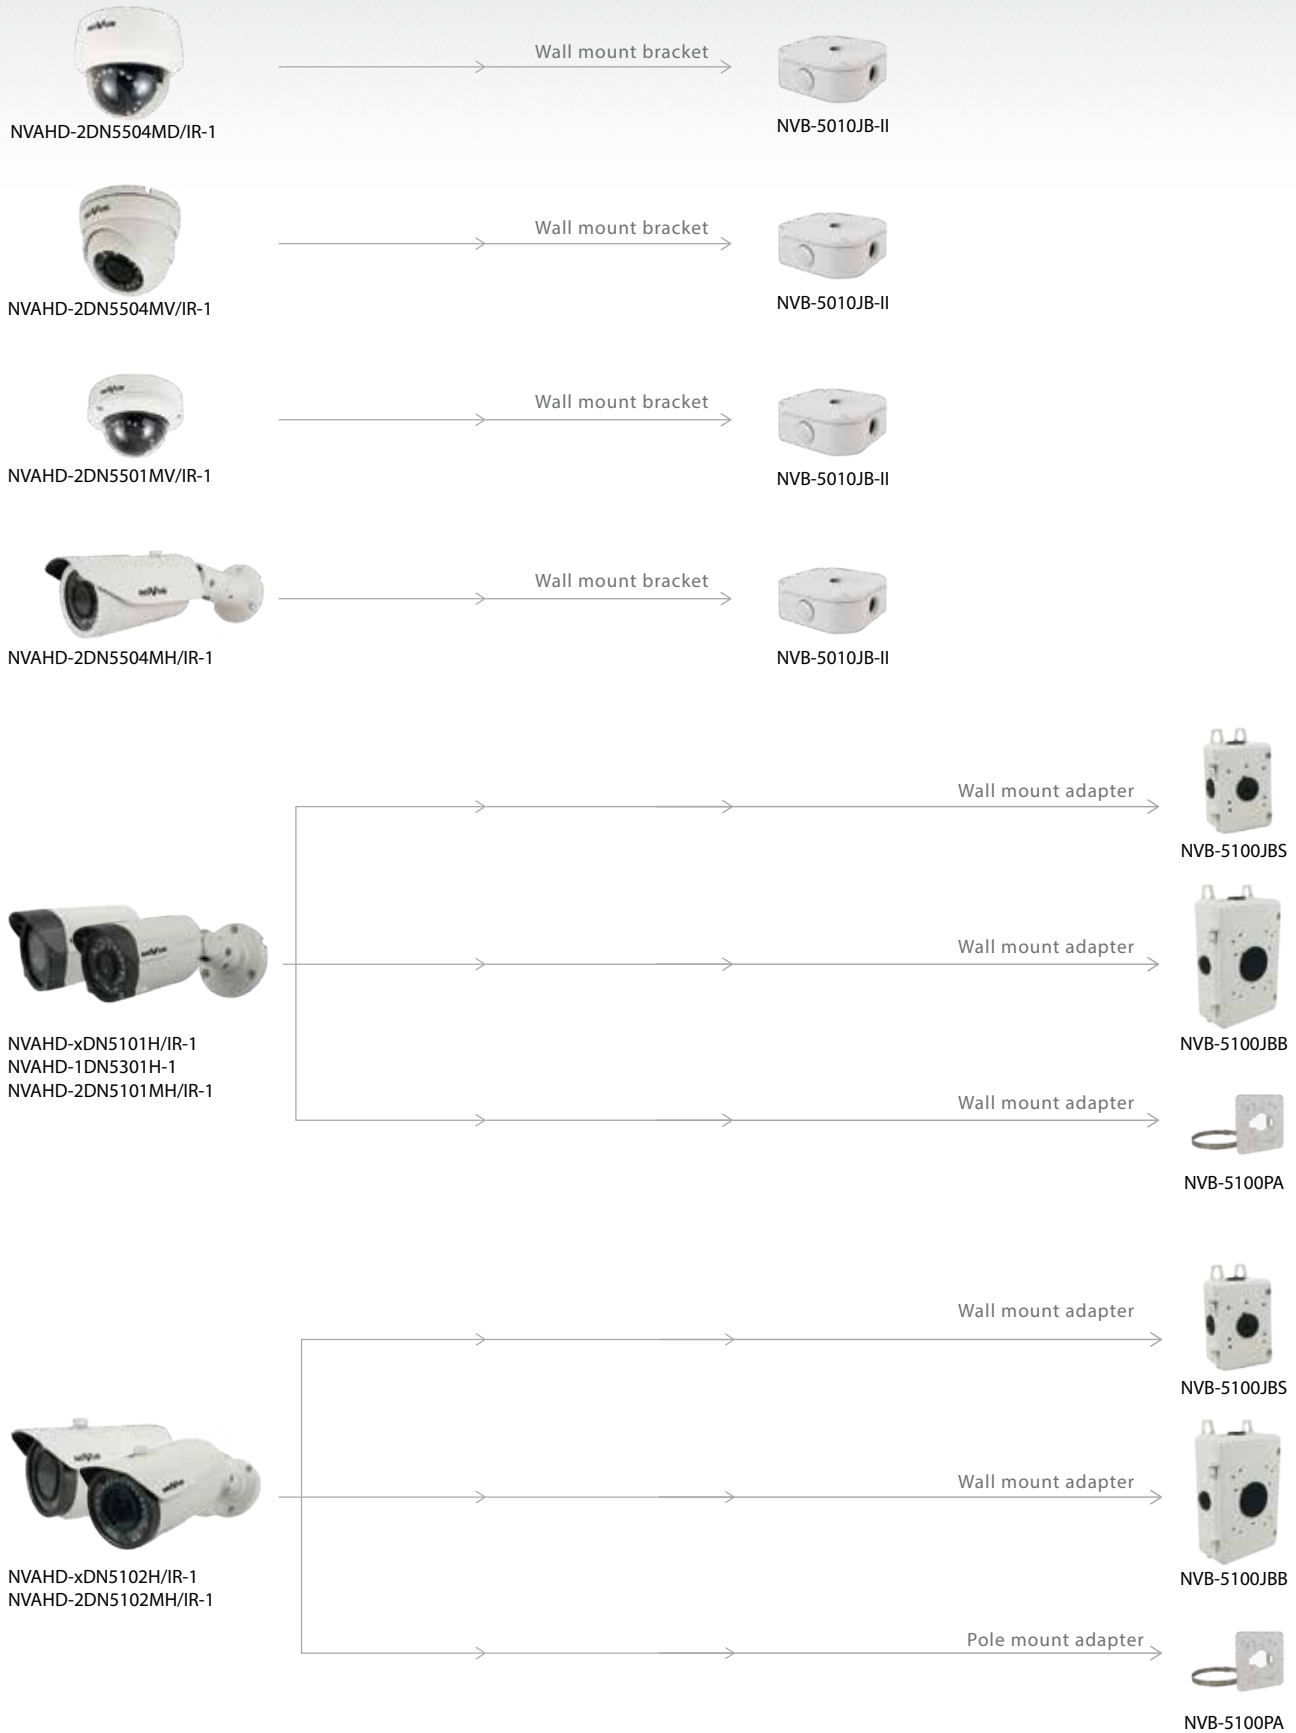 Wall mount bracket
NVAHD-2DN5504MD/IR-1
NVB-5010JB-II
Wall mount bracket
NVAHD-2DN5504MV/IR-1
NVB-5010JB-II
Wall mount bracket
NVAHD-2DN5501MV/IR-1
NVB-5010JB-II
Wall mount bracket
NVAHD-2DN5504MH/IR-1
NVB-5010JB-II
Wall mount adapter
NVB-5100JBS
Wall mount adapter
NVAHD-xDN5101H/IR-1
NVAHD-1DN5301H-1
NVAHD-2DN5101MH/IR-1
NVB-5100JBB
Wall mount adapter
NVB-5100PA
Wall mount adapter
NVB-5100JBS
Wall mount adapter
NVAHD-xDN5102H/IR-1
NVAHD-2DN5102MH/IR-1
NVB-5100JBB
Pole mount adapter
NVB-5100PA